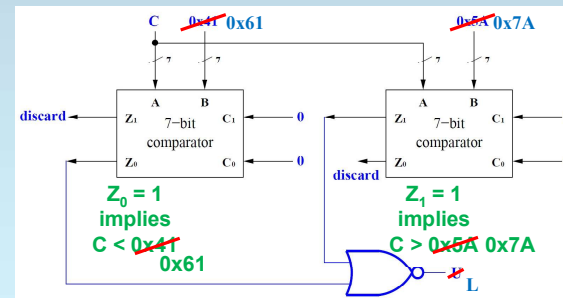 C 0x41 0x61 0x5A 0x7A
7 7 7 7
A B A B
discard Z1 7-bit comparator C1 0 Z1 7-bit comparator C1
Z0 C0 0 Z0 C0
discard
Z0 = 1 Z1 = 1
implies implies
C < 0x41 C > 0x5A 0x7A
0x61
U
L